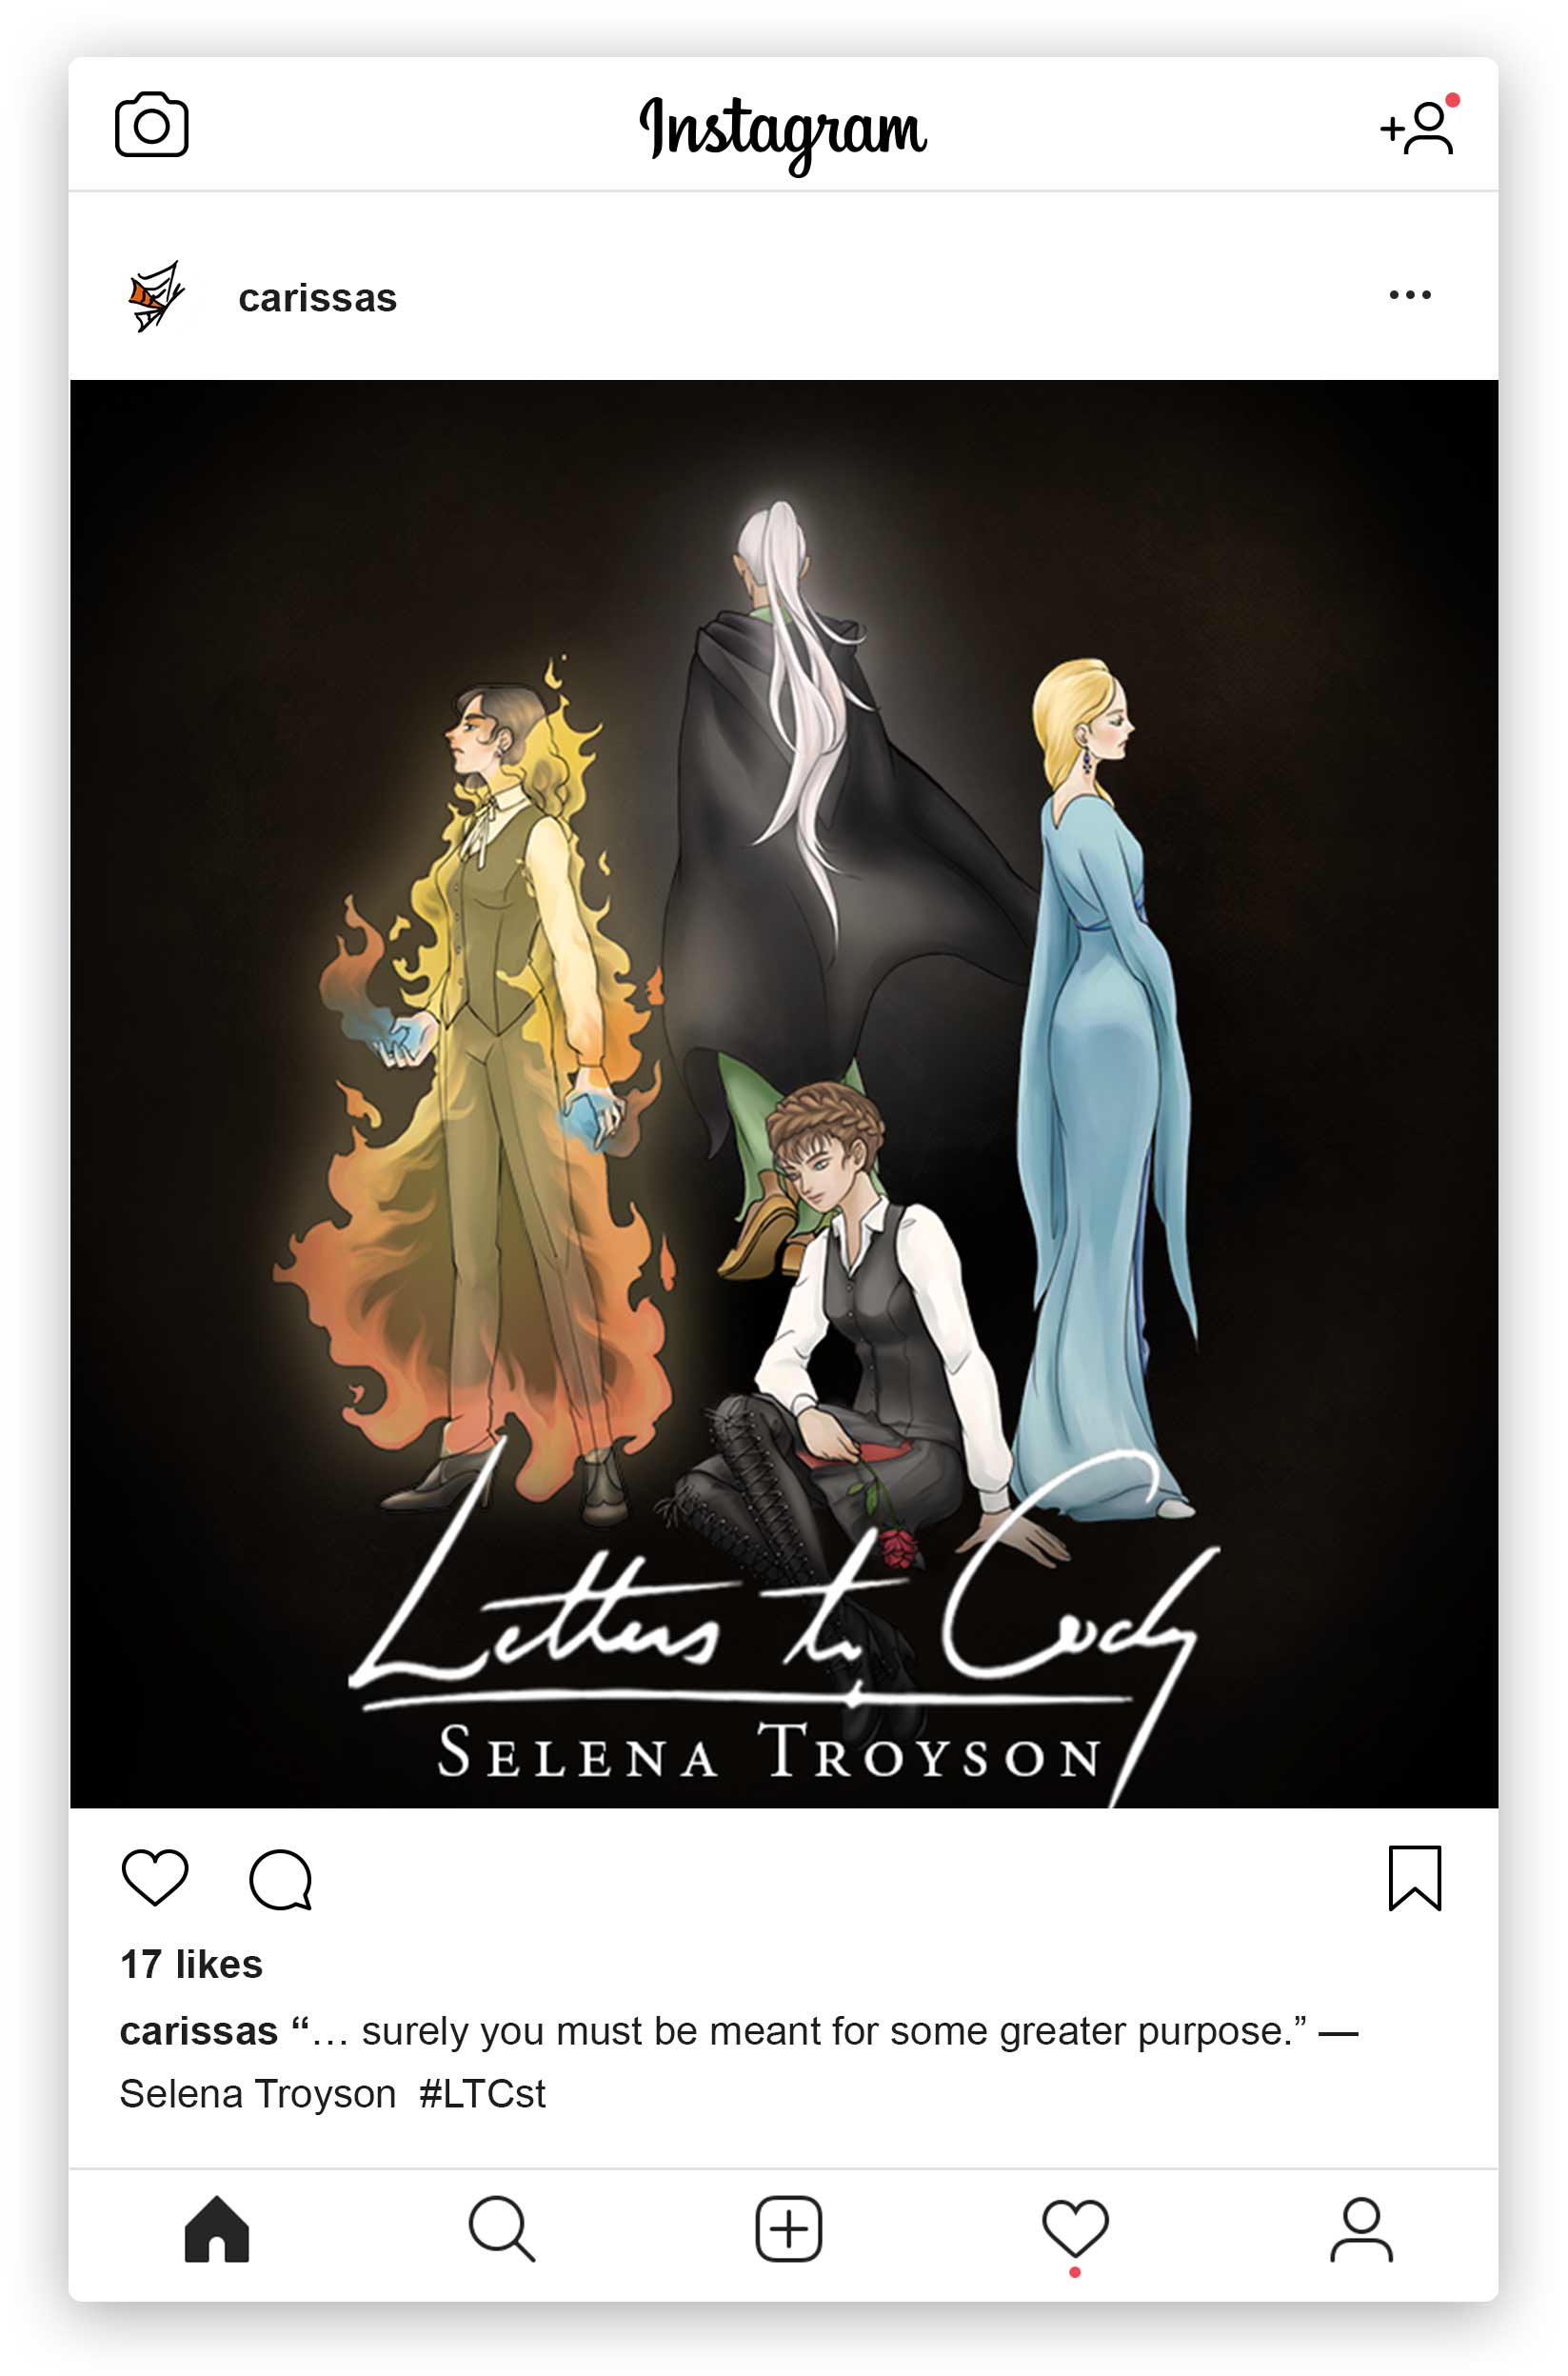 Instagram
carissas
Letters to Cody
SELENA TROYSON
17 likes
carissas “… surely you must be meant for some greater purpose.” —
Selena Troyson #LTCst